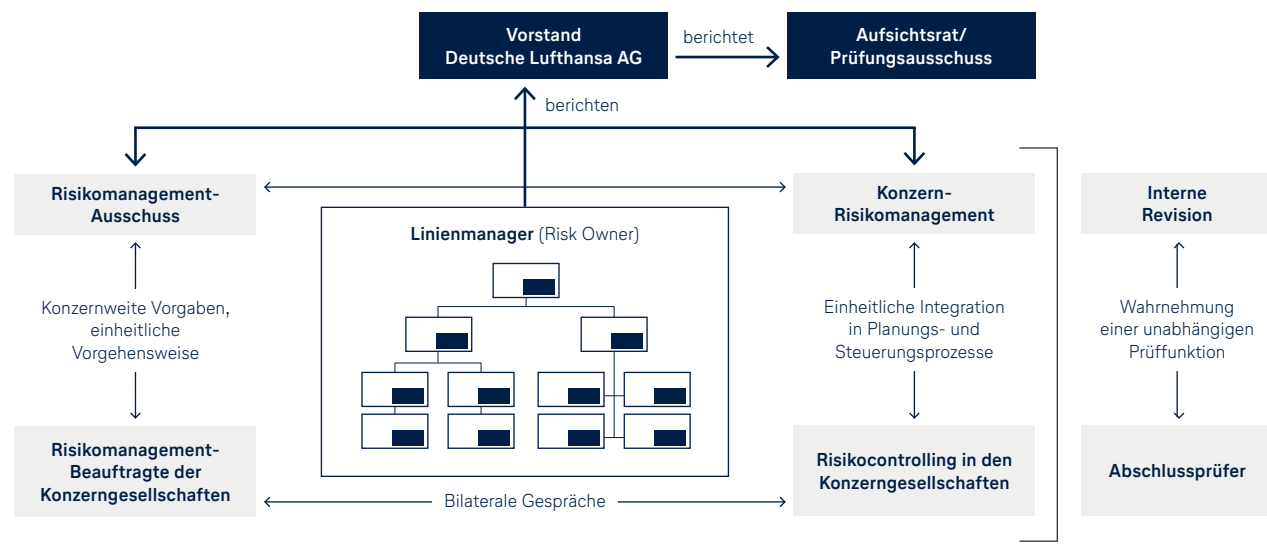 Vorstand
Deutsche Lufthansa AG
berichtet
Aufsichtsrat/
Prüfungsausschuss
berichten
Risikomanagement-
Ausschuss
Konzern-
Risikomanagement
Interne
Revision
Linienmanager (Risk Owner)
Konzernweite Vorgaben,
einheitliche
Vorgehensweise
Einheitliche Integration
in Planungs- und
Steuerungsprozesse
Wahrnehmung
einer unabhängigen
Prüffunktion
Risikomanagement-
Beauftragte der
Konzerngesellschaften
Bilaterale Gespräche
Risikocontrolling in den
Konzerngesellschaften
Abschlussprüfer